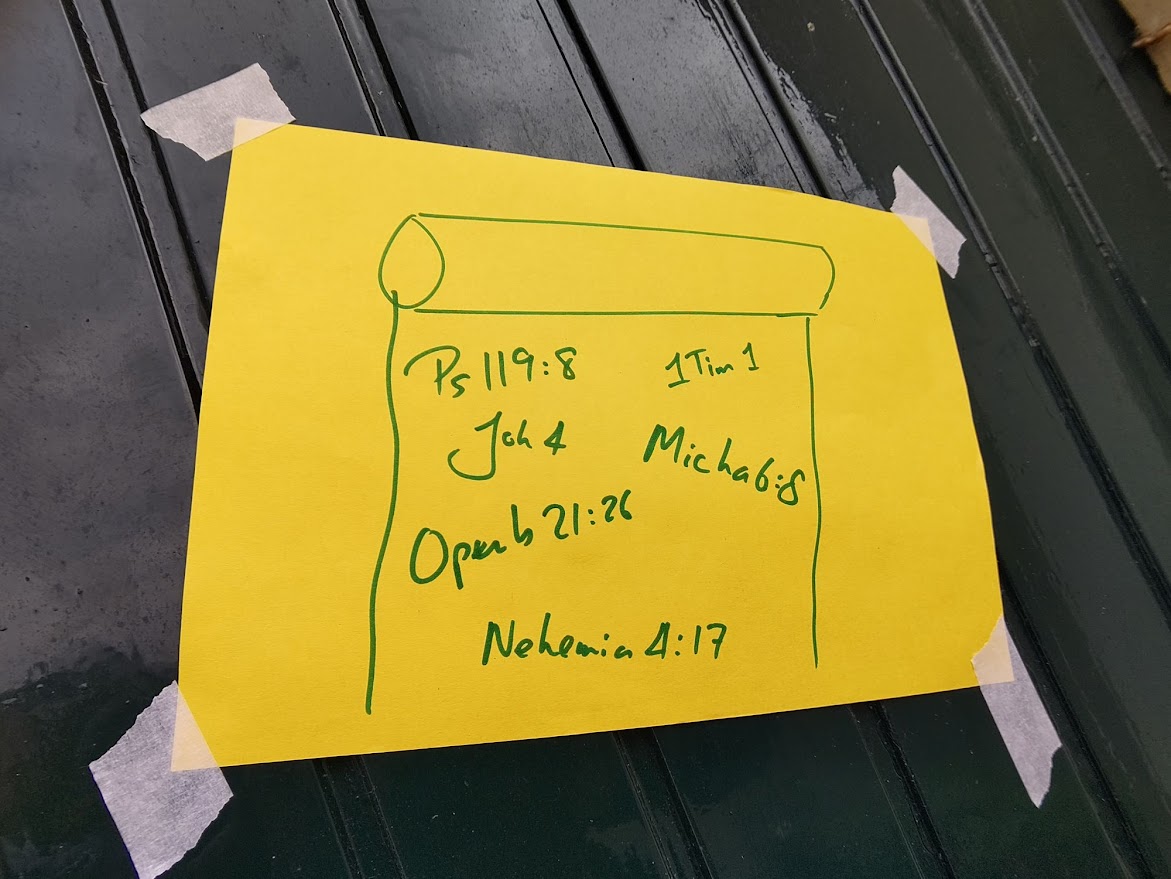 Ps 119:8 1Tim 1
Joh 4 Micha 6:8
Openb 21:26
Nehemia 4:17